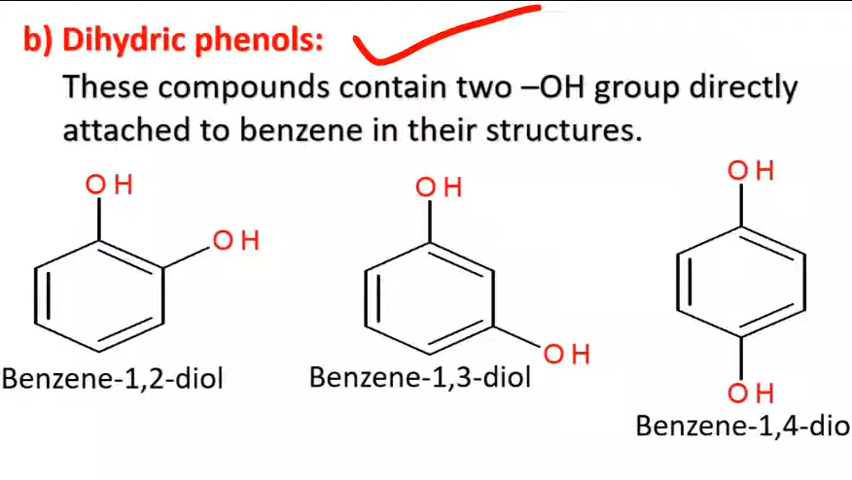 b) Dihydric phenols:
These compounds contain two –OH group directly
attached to benzene in their structures.
OH
OH
Benzene-1,2-diol
OH
OH
Benzene-1,3-diol
OH
OH
Benzene-1,4-dio